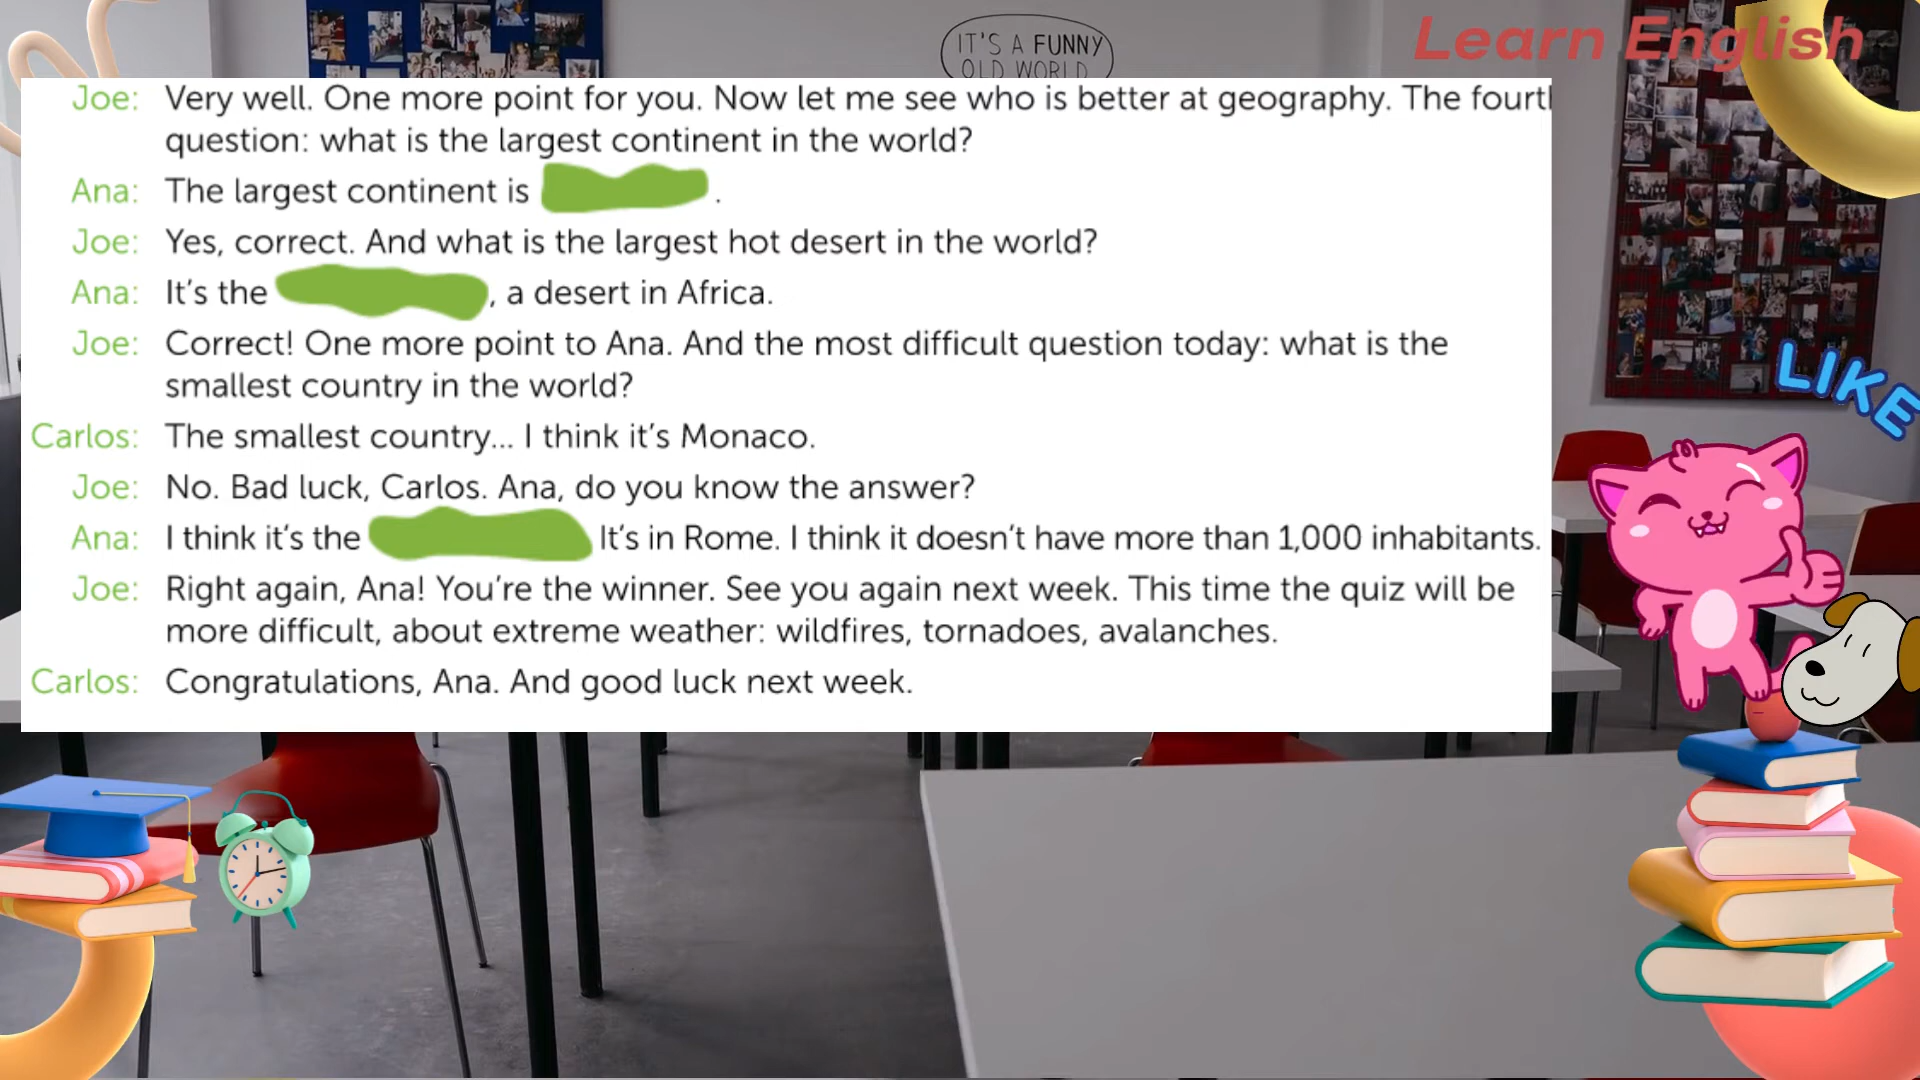 IT'S A FUNNY
OLD WORLD
Learn English
Joe: Very well. One more point for you. Now let me see who is better at geography. The fourt
question: what is the largest continent in the world?
Ana: The largest continent is .
Joe: Yes, correct. And what is the largest hot desert in the world?
Ana: It's the , a desert in Africa.
Joe: Correct! One more point to Ana. And the most difficult question today: what is the
smallest country in the world?
Carlos: The smallest country... I think it's Monaco.
Joe: No. Bad luck, Carlos. Ana, do you know the answer?
Ana: I think it's the It's in Rome. I think it doesn't have more than 1,000 inhabitants.
Joe: Right again, Ana! You're the winner. See you again next week. This time the quiz will be
more difficult, about extreme weather: wildfires, tornadoes, avalanches.
Carlos: Congratulations, Ana. And good luck next week.
LIKE